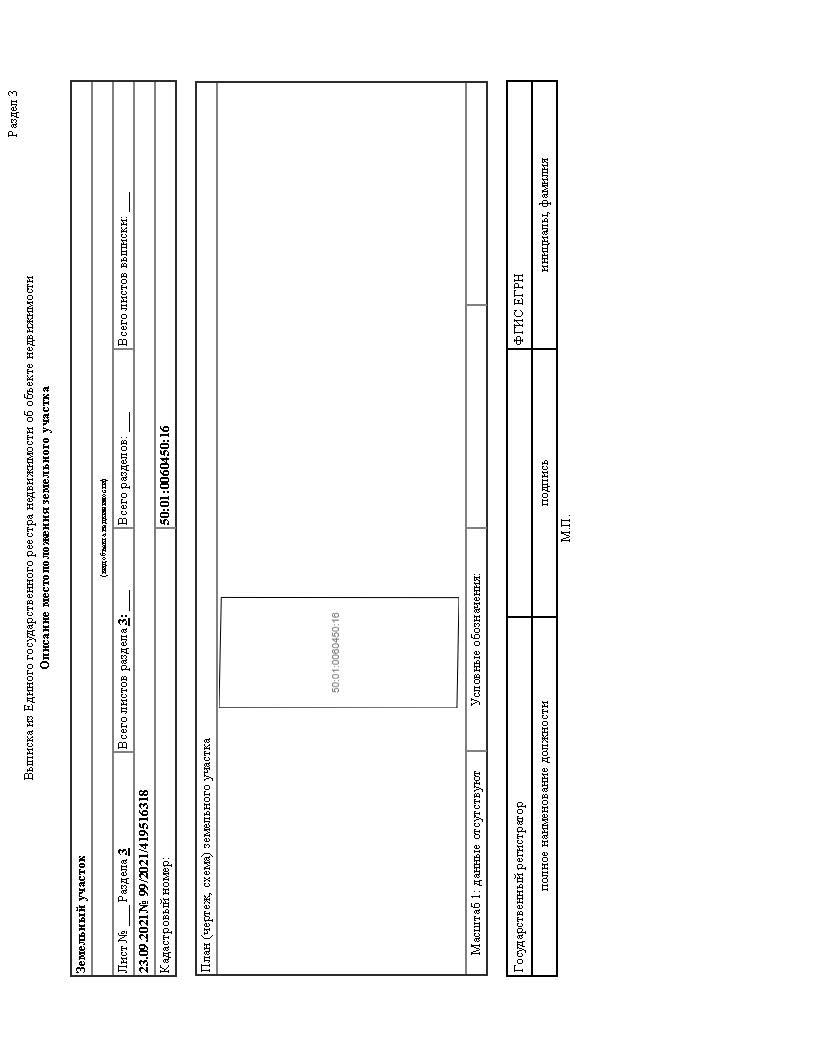 Раздел 3
Выписка из Единого государственного реестра недвижимости об объекте недвижимости
Описание местоположения земельного участка
Земельный участок
(вид объекта недвижимости)
Лист № ___ Раздела 3 Всего листов раздела 3: ___ Всего разделов: ___ Всего листов выписки: ___
23.09.2021№ 99/2021/419516318
Кадастровый номер: 50:01:0060450:16
План (чертеж, схема) земельного участка
50:01:0060450:16
Масштаб 1: данные отсутствуют Условные обозначения:
Государственный регистратор ФГИС ЕГРН
полное наименование должности подпись инициалы, фамилия
М.П.